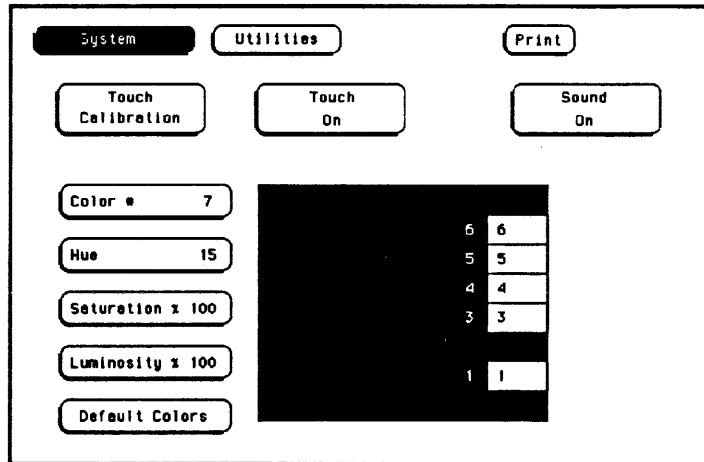 System Utilities Print
Touch Calibration
Touch On
Sound On
Color # 7
Hue 15
Saturation % 100
Luminosity % 100
Default Colors
6 6
5 5
4 4
3 3
1 1